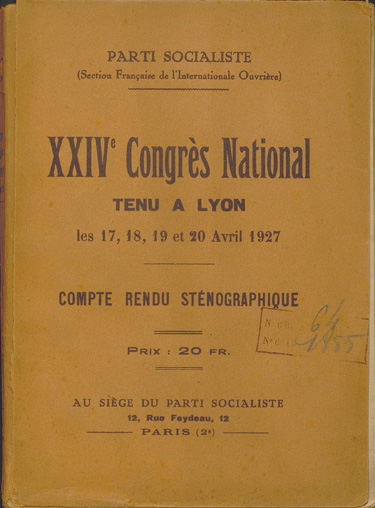 PARTI SOCIALISTE
(Section Française de l'Internationale Ouvrière)
XXIVe Congrès National
TENU A LYON
les 17, 18, 19 et 20 Avril 1927
COMPTE RENDU STÉNOGRAPHIQUE
PRIX : 20 FR.
AU SIÈGE DU PARTI SOCIALISTE
12, Rue Feydeau, 12
PARIS (2e)